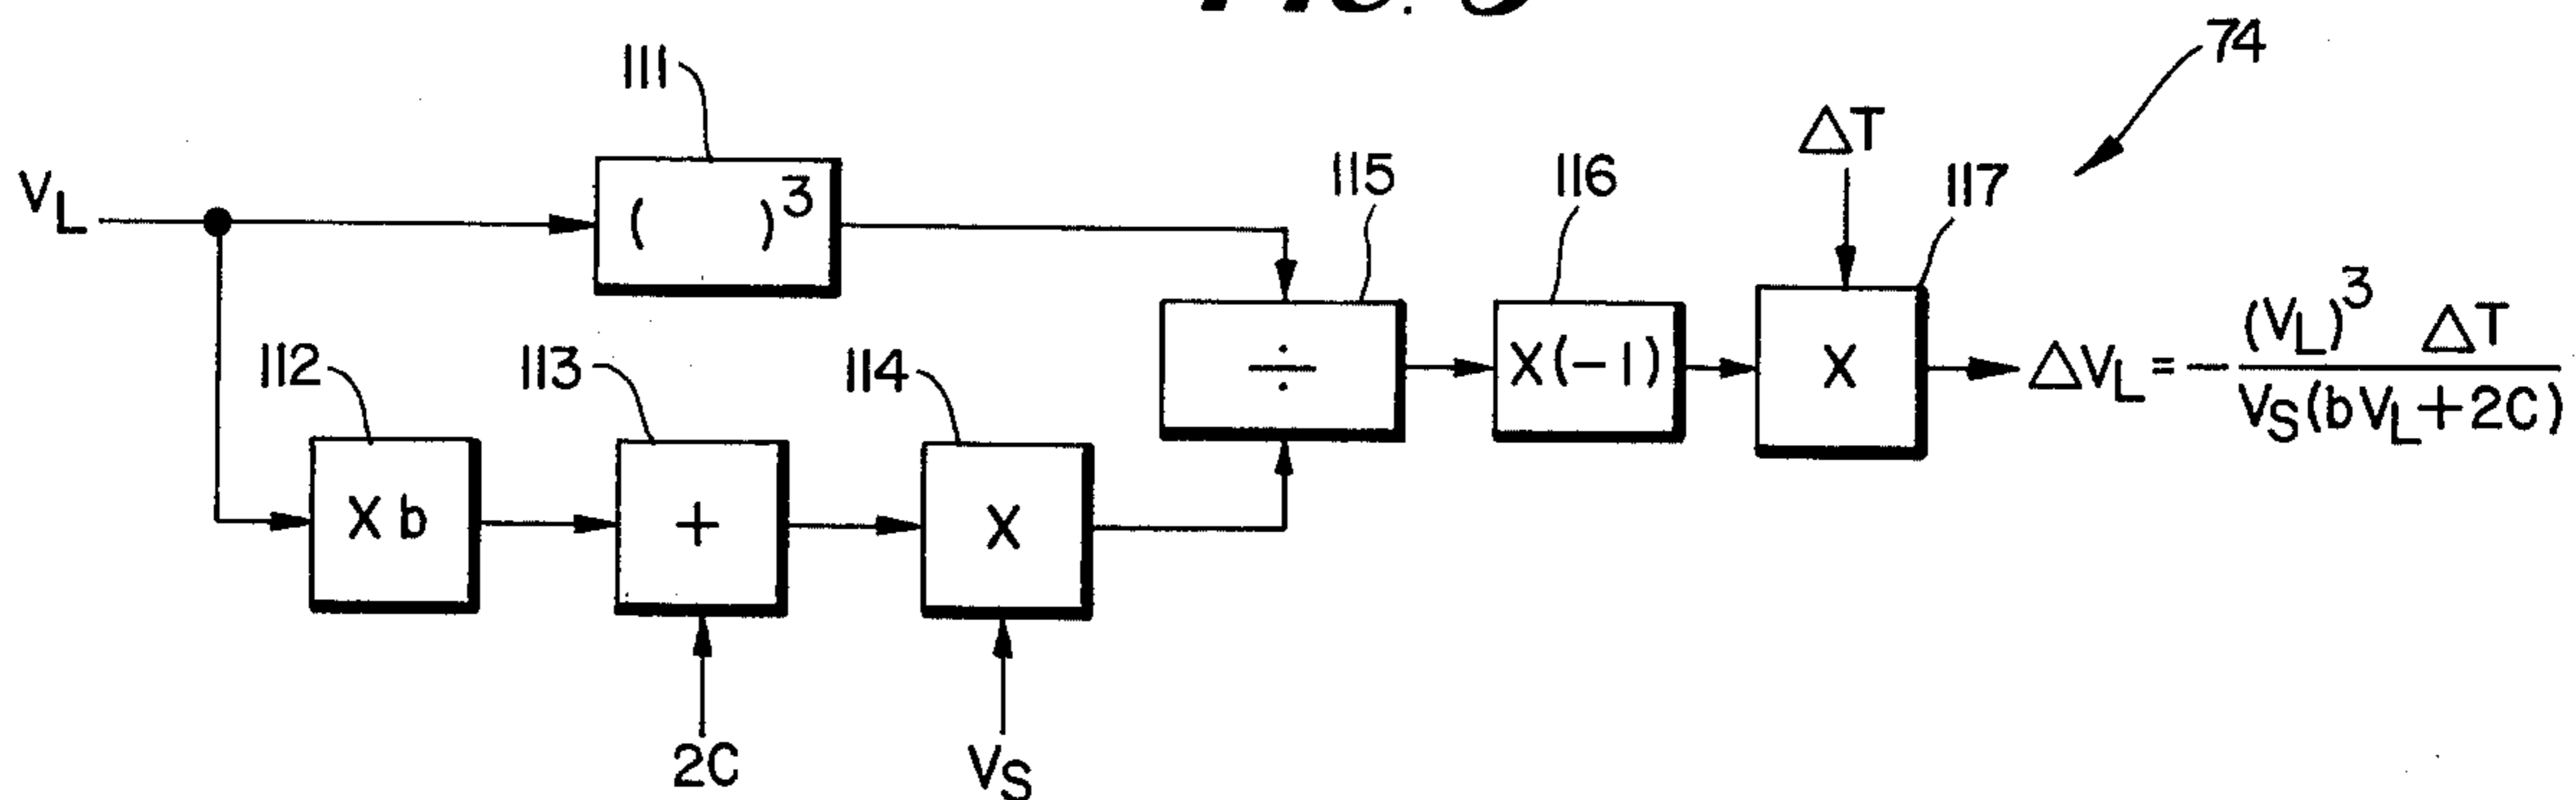 74
111
ΔT
V_L
( )³
115
116
117
÷
X(-1)
X
ΔV_L = - (V_L)³ ΔT / V_S(bV_L+2C)
112
113
114
X b
+
X
2C
V_S